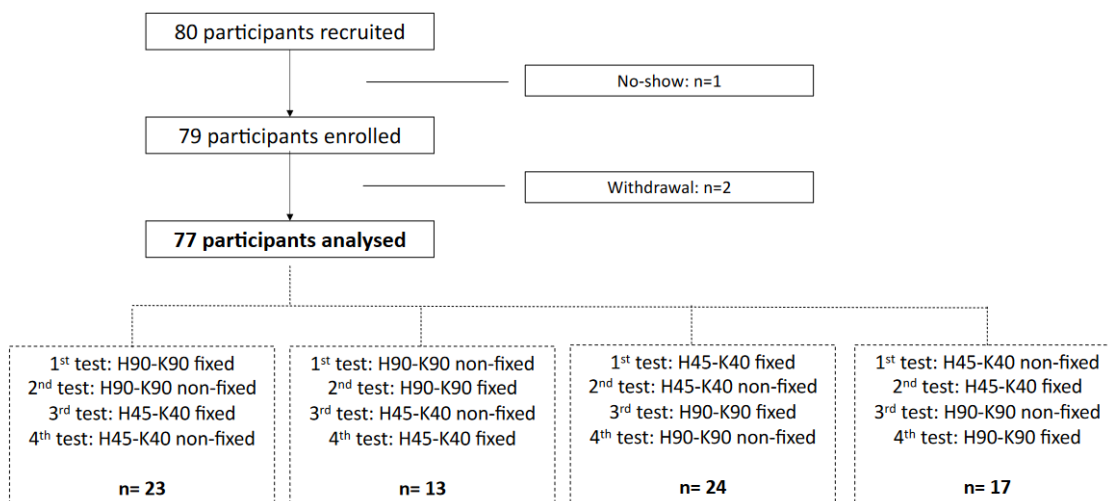 80 participants recruited
No-show: n=1
79 participants enrolled
Withdrawal: n=2
77 participants analysed
1st test: H90-K90 fixed
2nd test: H90-K90 non-fixed
3rd test: H45-K40 fixed
4th test: H45-K40 non-fixed
n= 23
1st test: H90-K90 non-fixed
2nd test: H90-K90 fixed
3rd test: H45-K40 non-fixed
4th test: H45-K40 fixed
n= 13
1st test: H45-K40 fixed
2nd test: H45-K40 non-fixed
3rd test: H90-K90 fixed
4th test: H90-K90 non-fixed
n= 24
1st test: H45-K40 non-fixed
2nd test: H45-K40 fixed
3rd test: H90-K90 non-fixed
4th test: H90-K90 fixed
n= 17